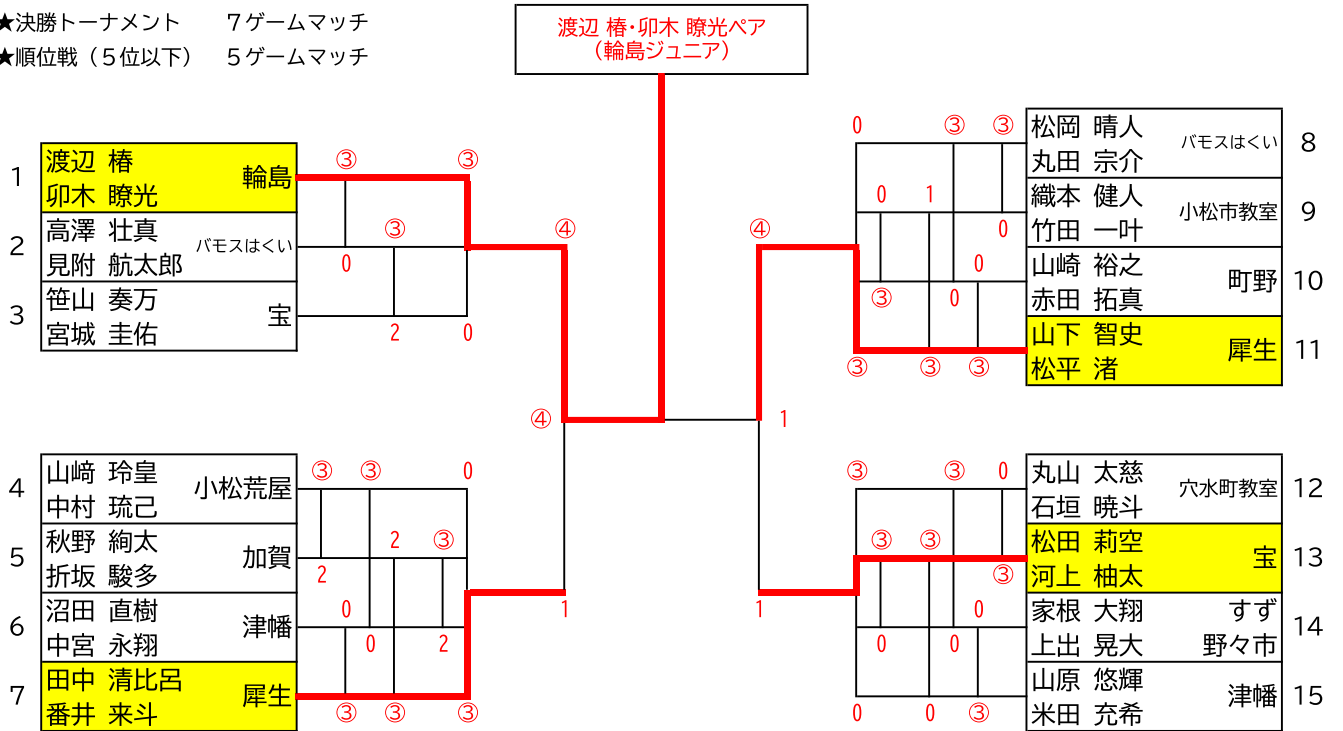 ★決勝トーナメント　７ゲームマッチ
★順位戦（５位以下）　５ゲームマッチ
渡辺 椿・卯木 瞭光ペア
（輪島ジュニア）
1 渡辺 椿 輪島
卯木 瞭光
2 高澤 壮真 バモスはくい
見附 航太郎
3 笹山 奏万 宝
宮城 圭佑
③ ③
③
0
2 0
4 山﨑 玲皇 小松荒屋
中村 琉己
5 秋野 絢太 加賀
折坂 駿多
6 沼田 直樹 津幡
中宮 永翔
7 田中 清比呂 犀生
番井 来斗
③ ③ 0
2 ③
2
0
0 2
③ ③ ③
④ ④
④ 1
1 1
0 ③ ③
0 1
0
0
③ 0
③ ③ ③
松岡 晴人 バモスはくい 8
丸田 宗介
織本 健人 小松市教室 9
竹田 一叶
山崎 裕之 町野 10
赤田 拓真
山下 智史 犀生 11
松平 渚
③ ③ 0
③ ③
③
0
0 0
0 0 ③
丸山 太慈 穴水町教室 12
石垣 暁斗
松田 莉空 宝 13
河上 柚太
家根 大翔 すず 14
上出 晃大 野々市
山原 悠輝 津幡 15
米田 充希